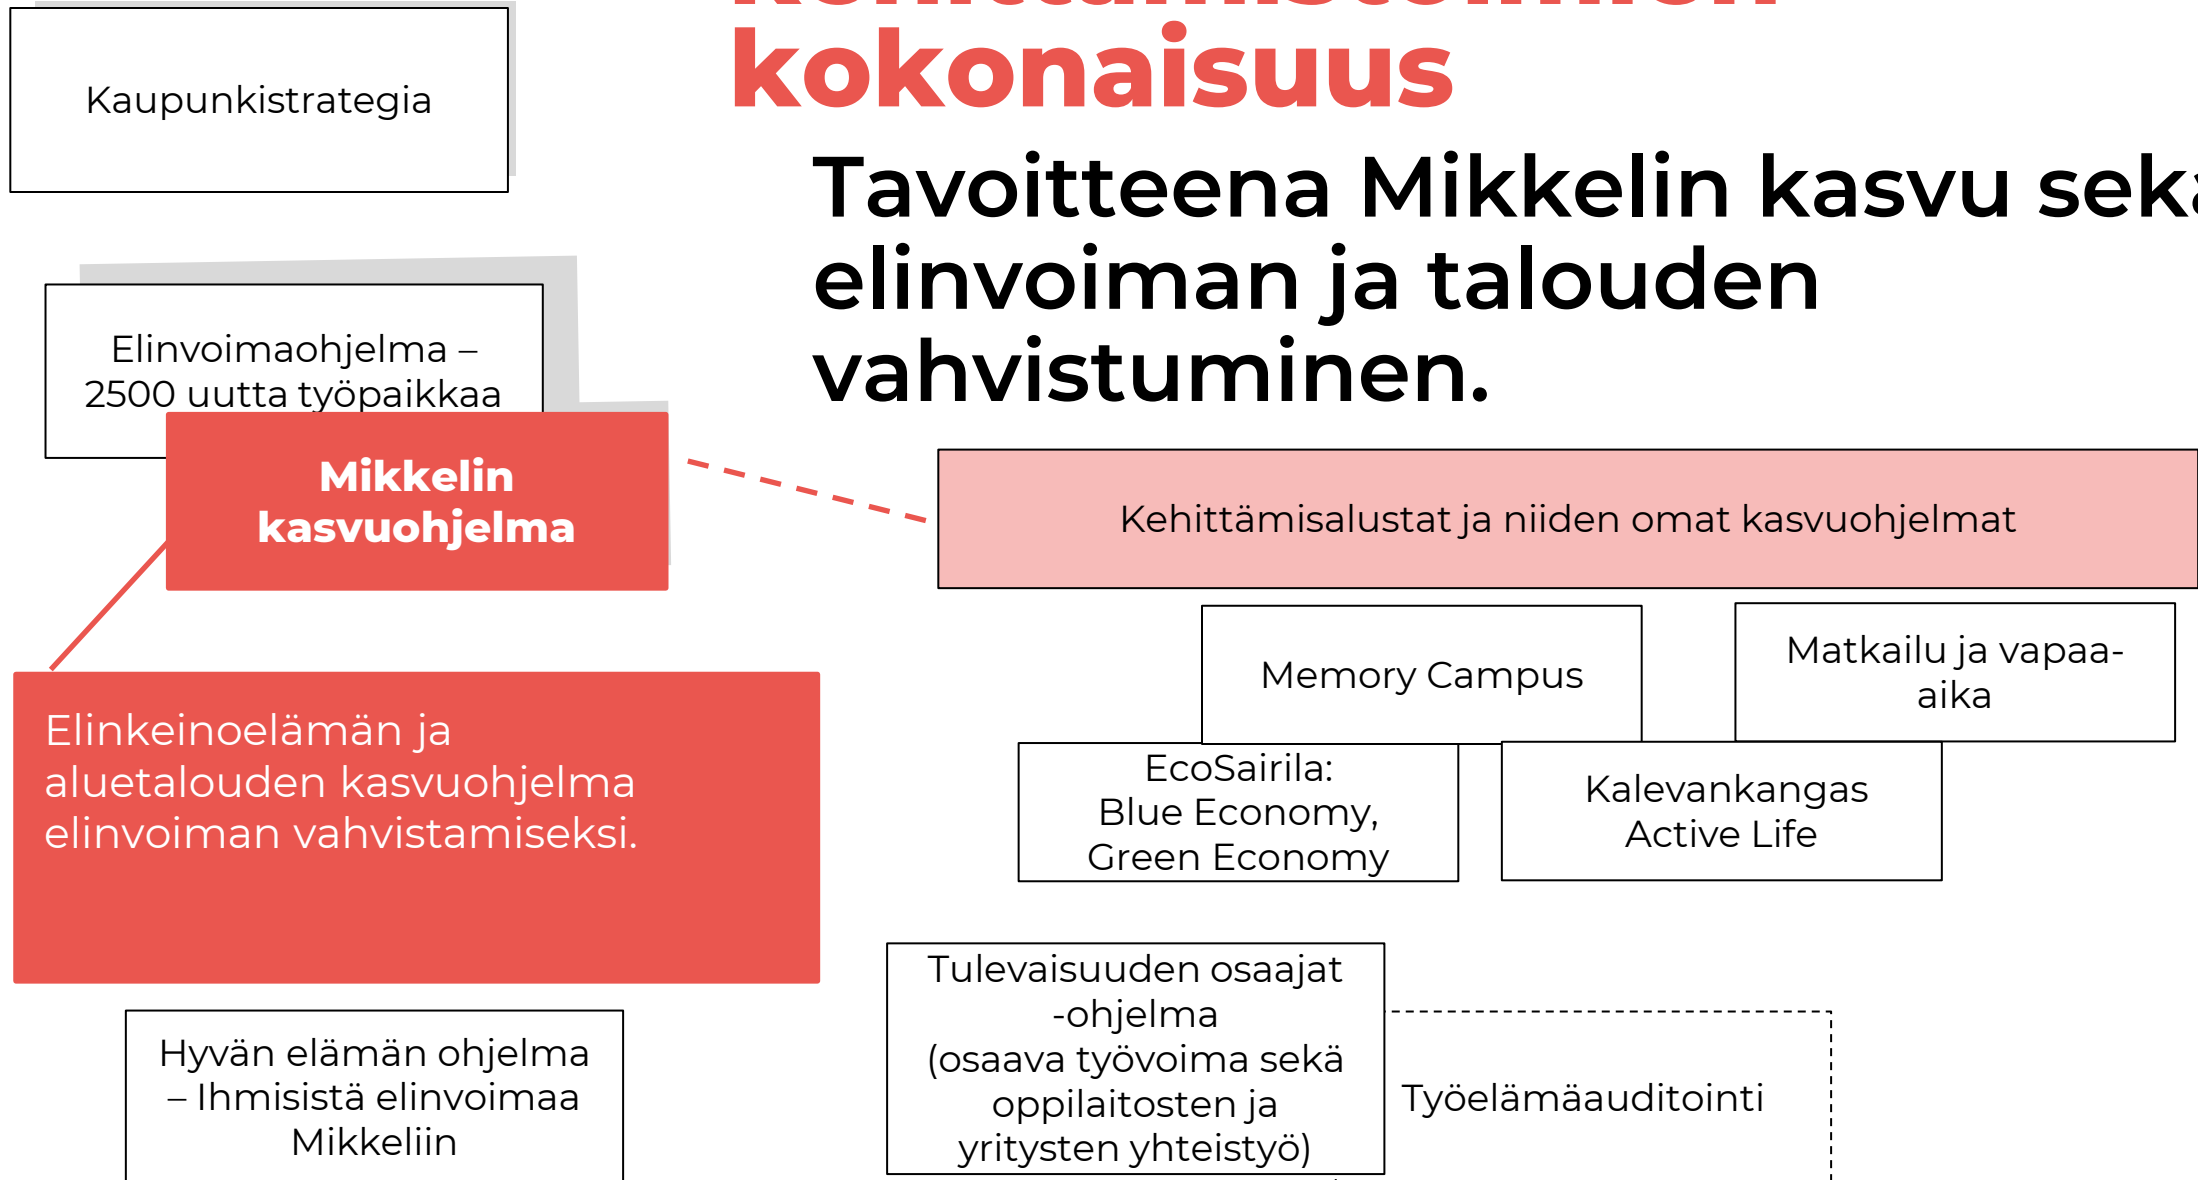 kokonaisuus
Tavoitteena Mikkelin kasvu sekä
elinvoiman ja talouden
vahvistuminen.
Kaupunkistrategia
Elinvoimaohjelma –
2500 uutta työpaikkaa
Mikkelin
kasvuohjelma
Kehittämisalustat ja niiden omat kasvuohjelmat
Memory Campus
Matkailu ja vapaa-
aika
EcoSairila:
Blue Economy,
Green Economy
Kalevankangas
Active Life
Elinkeinoelämän ja
aluetalouden kasvuohjelma
elinvoiman vahvistamiseksi.
Tulevaisuuden osaajat
-ohjelma
(osaava työvoima sekä
oppilaitosten ja
yritysten yhteistyö)
Työelämäauditointi
Hyvän elämän ohjelma
– Ihmisistä elinvoimaa
Mikkeliin